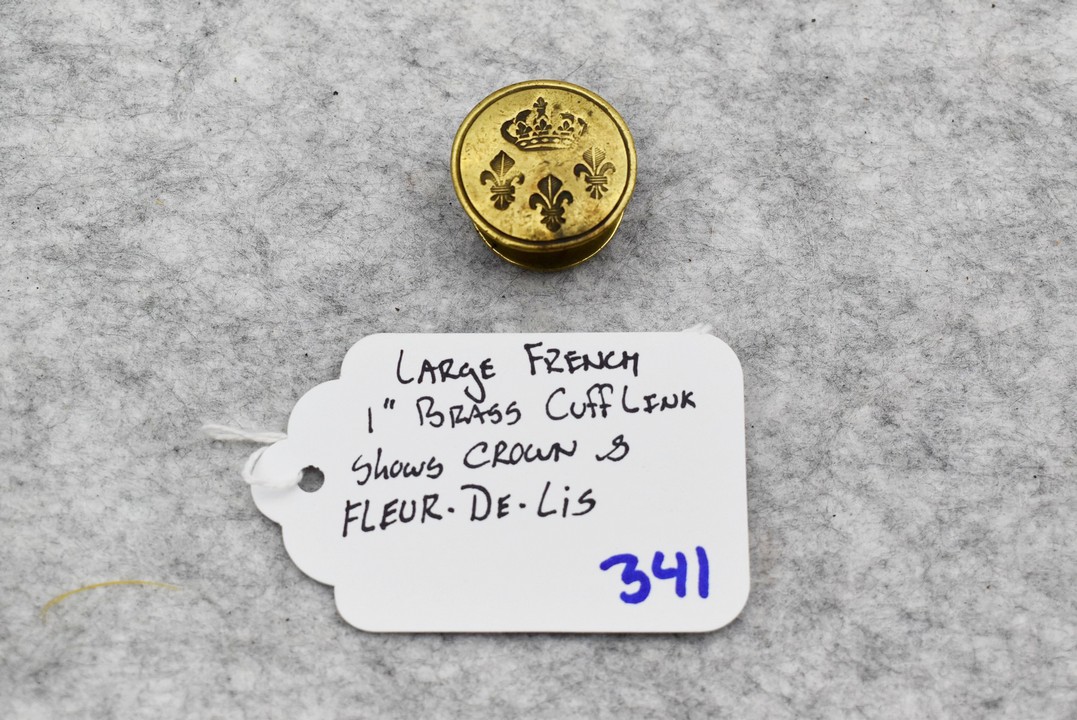 LARGE FRENCH
1" BRASS CUFF LINK
Shows CROWN &
FLEUR-DE-LiS
341